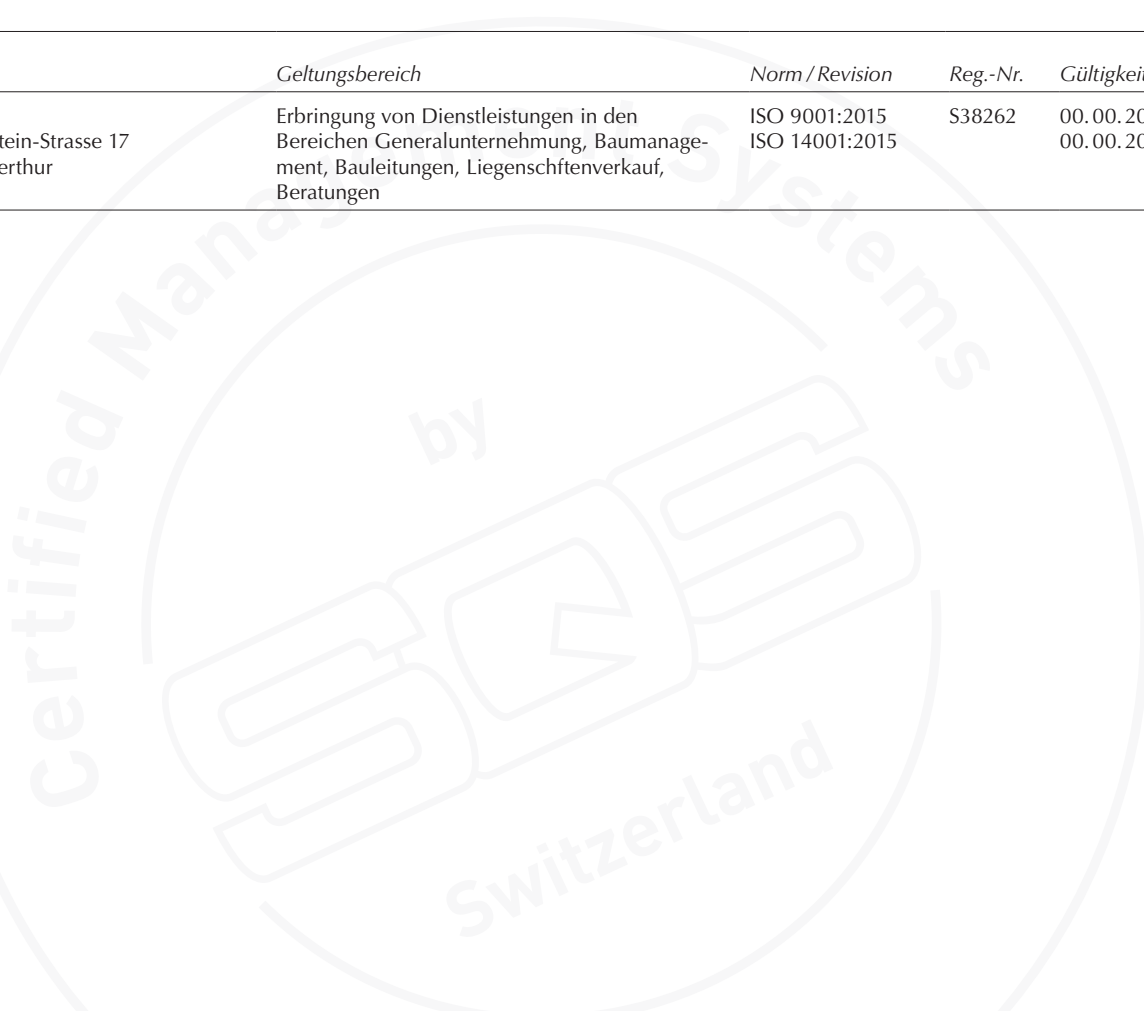 Geltungsbereich Norm / Revision Reg.-Nr. Gültigkeit
Erbringung von Dienstleistungen in den ISO 9001:2015 S38262 00.00.20
tein-Strasse 17 Bereichen Generalunternehmung, Baumanage- ISO 14001:2015 00.00.20
erthur ment, Bauleitungen, Liegenschftenverkauf,
Beratungen
Certified Management Systems
by
SQS
Switzerland